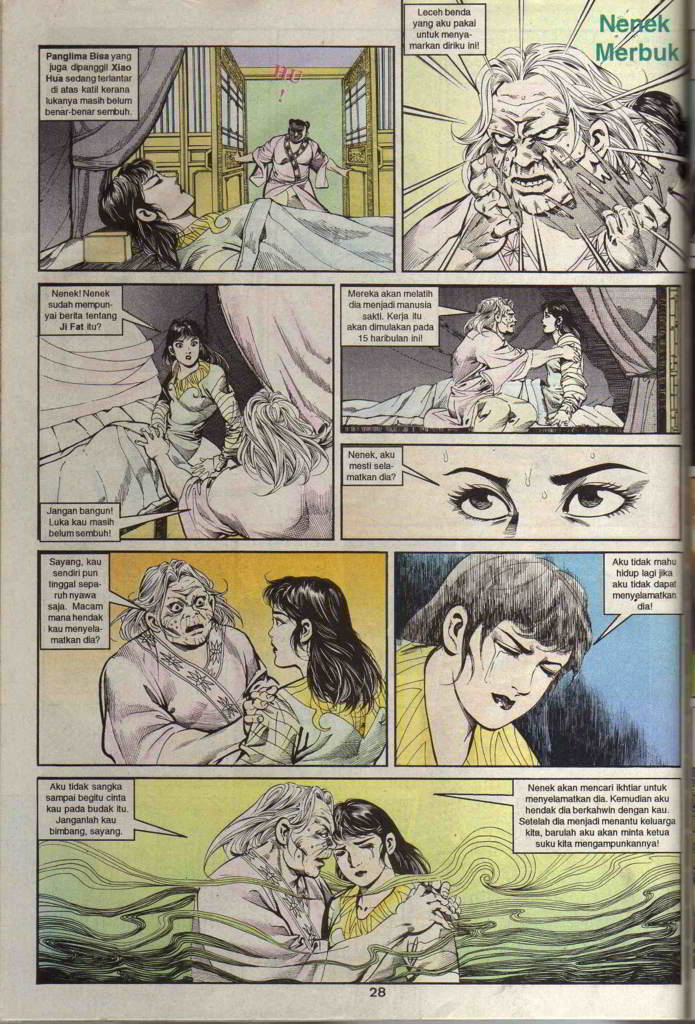 Panglima Bisa yang
juga dipanggil Xiao
Hua sedang terlantar
di atas katil kerana
lukanya masih belum
benar-benar sembuh.
HU
!
Leceh benda
yang aku pakai
untuk menya-
markan diriku ini!
Nenek
Merbuk
Nenek! Nenek
sudah mempun-
yai berita tentang
Ji Fat itu?
Jangan bangun!
Luka kau masih
belum sembuh!
Mereka akan melatih
dia menjadi manusia
sakti. Kerja itu
akan dimulakan pada
15 haribulan ini!
Nenek, aku
mesti sela-
matkan dia?
Sayang, kau
sendiri pun
tinggal sepa-
ruh nyawa
saja. Macam
mana hendak
kau menyela-
matkan dia?
Aku tidak mahu
hidup lagi jika
aku tidak dapat
menyelamatkan
dia!
Aku tidak sangka
sampai begitu cinta
kau pada budak itu.
Janganlah kau
bimbang, sayang.
Nenek akan mencari ikhtiar untuk
menyelamatkan dia. Kemudian aku
hendak dia berkahwin dengan kau.
Setelah dia menjadi menantu keluarga
kita, barulah aku akan minta ketua
suku kita mengampunkannya!
28